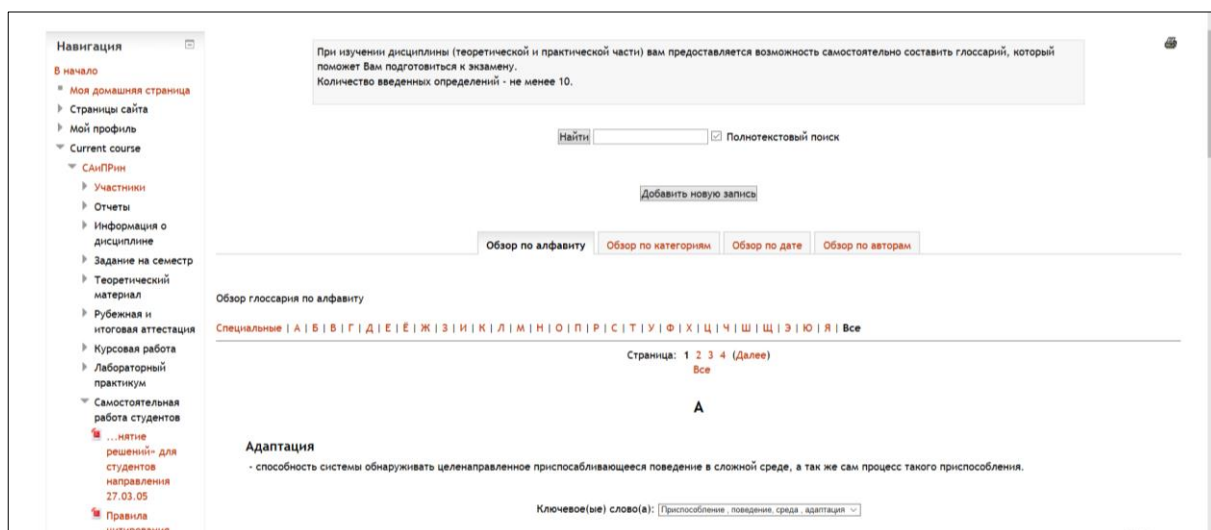 Навигация
В начало
Моя домашняя страница
Страницы сайта
Мой профиль
Current course
САиПРин
Участники
Отчеты
Информация о
дисциплине
Задание на семестр
Теоретический
материал
Рубежная и
итоговая аттестация
Курсовая работа
Лабораторный
практикум
Самостоятельная
работа студентов
...нятие
решений» для
студентов
направления
27.03.05
Правила
При изучении дисциплины (теоретической и практической части) вам предоставляется возможность самостоятельно составить глоссарий, который
поможет Вам подготовиться к экзамену.
Количество введенных определений - не менее 10.
Найти Полнотекстовый поиск
Добавить новую запись
Обзор по алфавиту Обзор по категориям Обзор по дате Обзор по авторам
Обзор глоссария по алфавиту
Специальные | А | Б | В | Г | Д | Е | Ё | Ж | З | И | К | Л | М | Н | О | П | Р | С | Т | У | Ф | Х | Ц | Ч | Ш | Щ | Э | Ю | Я | Все
Страница: 1 2 3 4 (Далее)
Все
А
Адаптация
- способность системы обнаруживать целенаправленное приспосабливающееся поведение в сложной среде, а так же сам процесс такого приспособления.
Ключевое(ые) слово(а): Приспособление , поведение, среда , адаптация